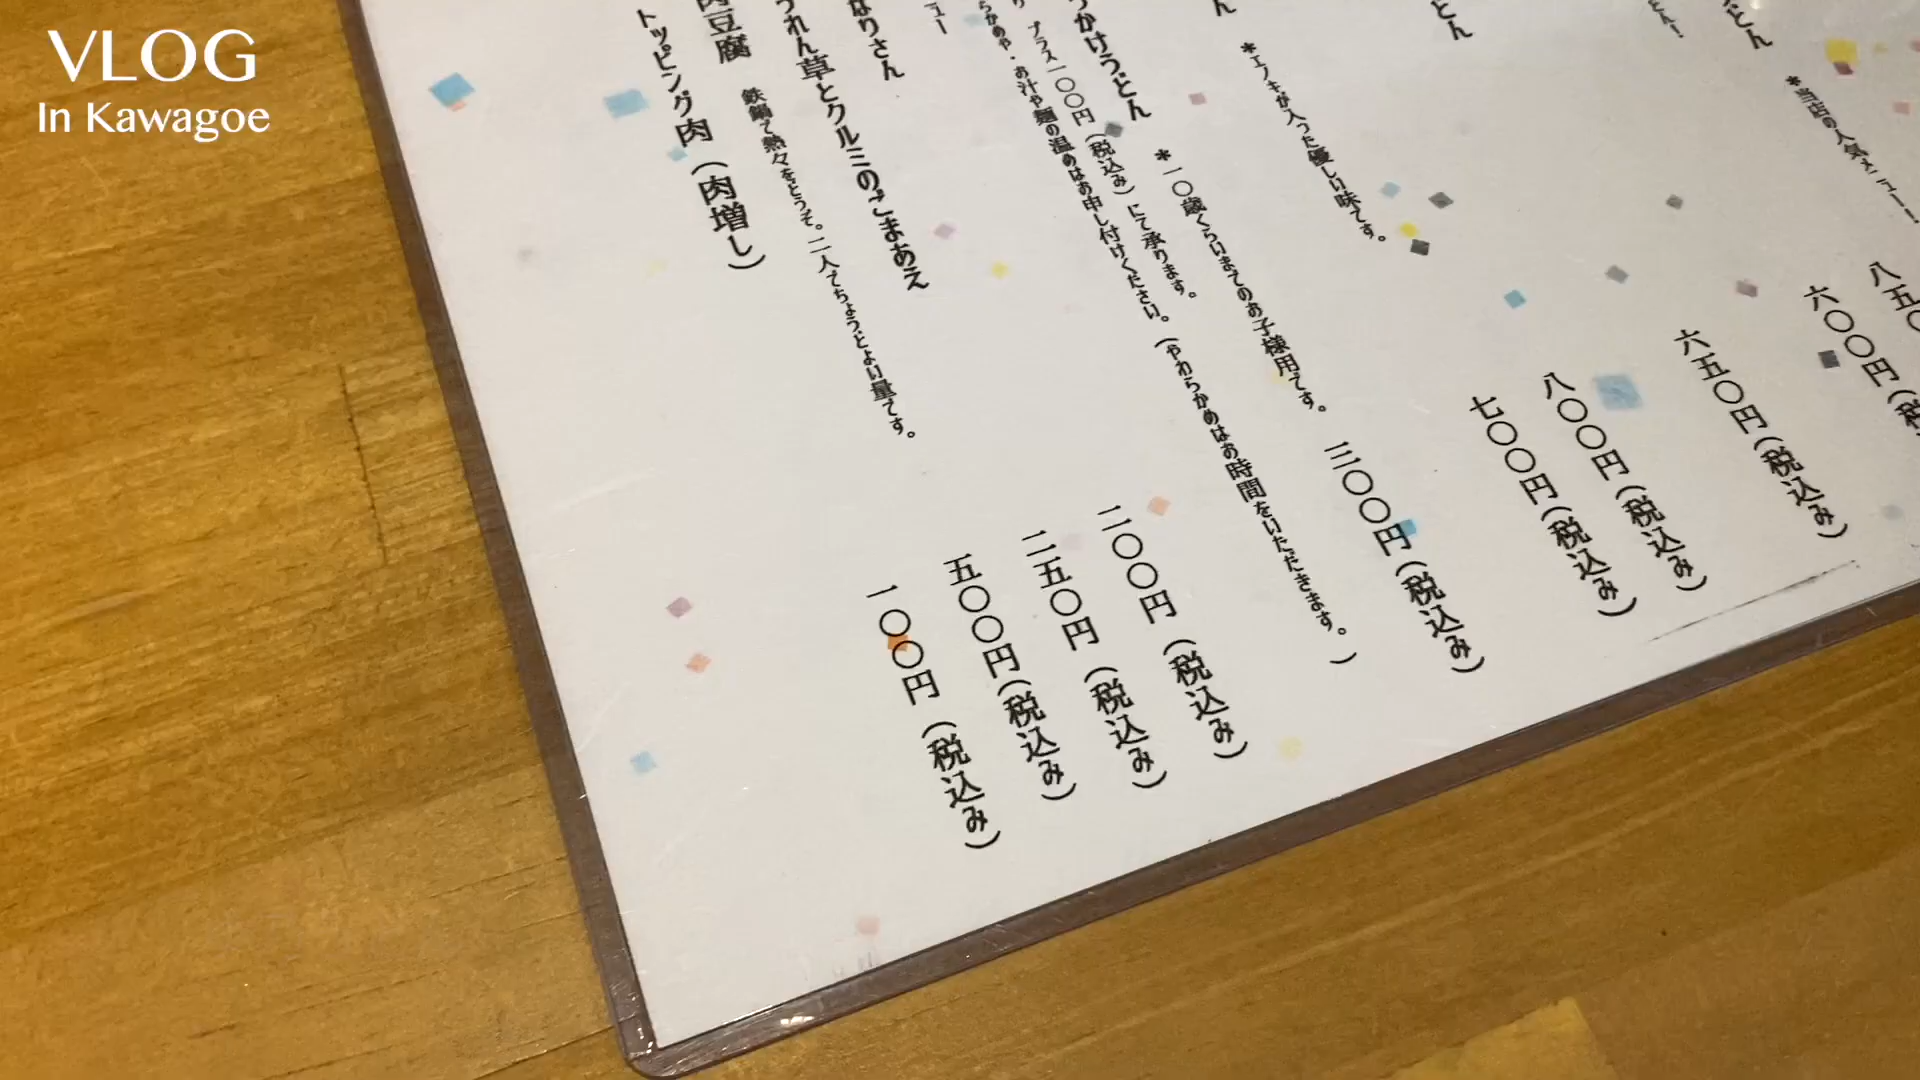 VLOG
In Kawagoe
八五〇
六〇〇円(税
*当店の人気メニュー!
六五〇円(税込み)
八〇〇円(税込み)
七〇〇円(税込み)
*エノキが入った優しい味です。
かけうどん
*一〇歳くらいまでのお子様用です。
三〇〇円(税込み)
プラス一〇〇円(税込み)にて承ります。
お汁や麺の温めはお申し付けください。(やわらかめはお時間をいただきます。)
なりさん
二〇〇円(税込み)
うれん草とクルミのごまあえ
二五〇円(税込み)
肉豆腐 鉄鍋で熱々をどうぞ。二人でちょうどよい量です。
五〇〇円(税込み)
トッピング肉(肉増し)
一〇〇円(税込み)